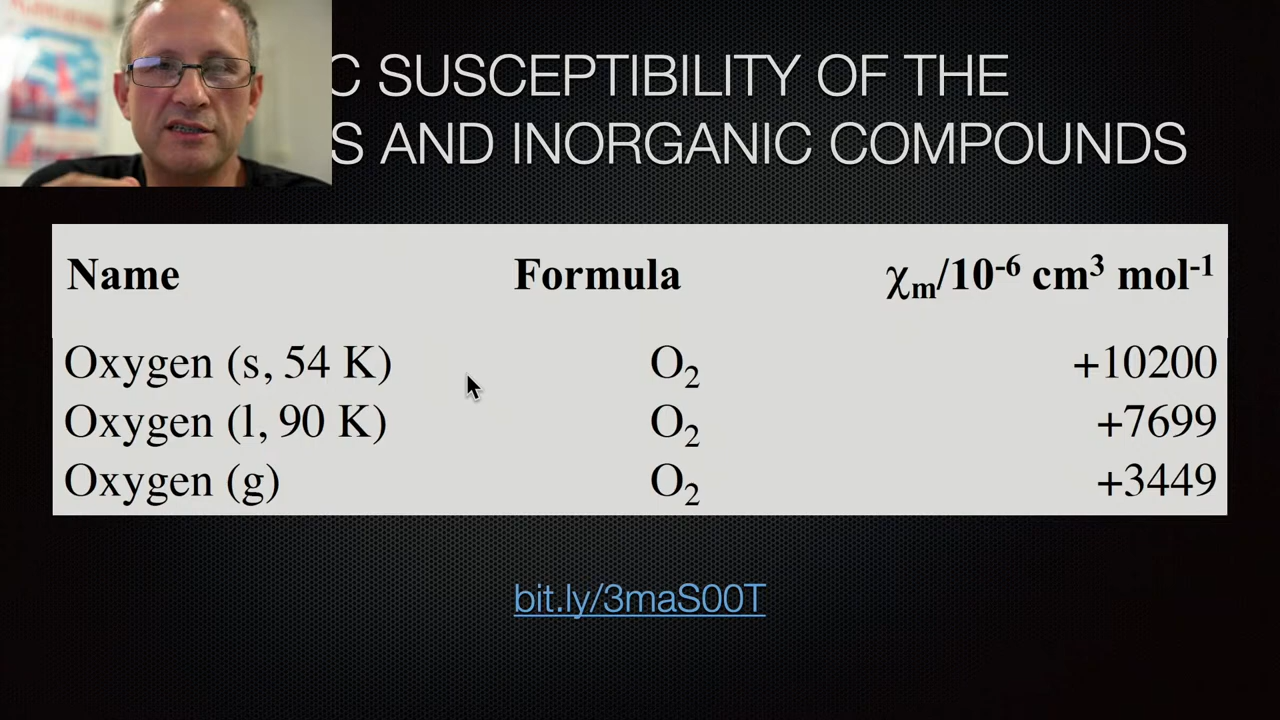 C SUSCEPTIBILITY OF THE
S AND INORGANIC COMPOUNDS
Name Formula χₘ/10⁻⁶ cm³ mol⁻¹
Oxygen (s, 54 K) O₂ +10200
Oxygen (l, 90 K) O₂ +7699
Oxygen (g) O₂ +3449
bit.ly/3maS00T